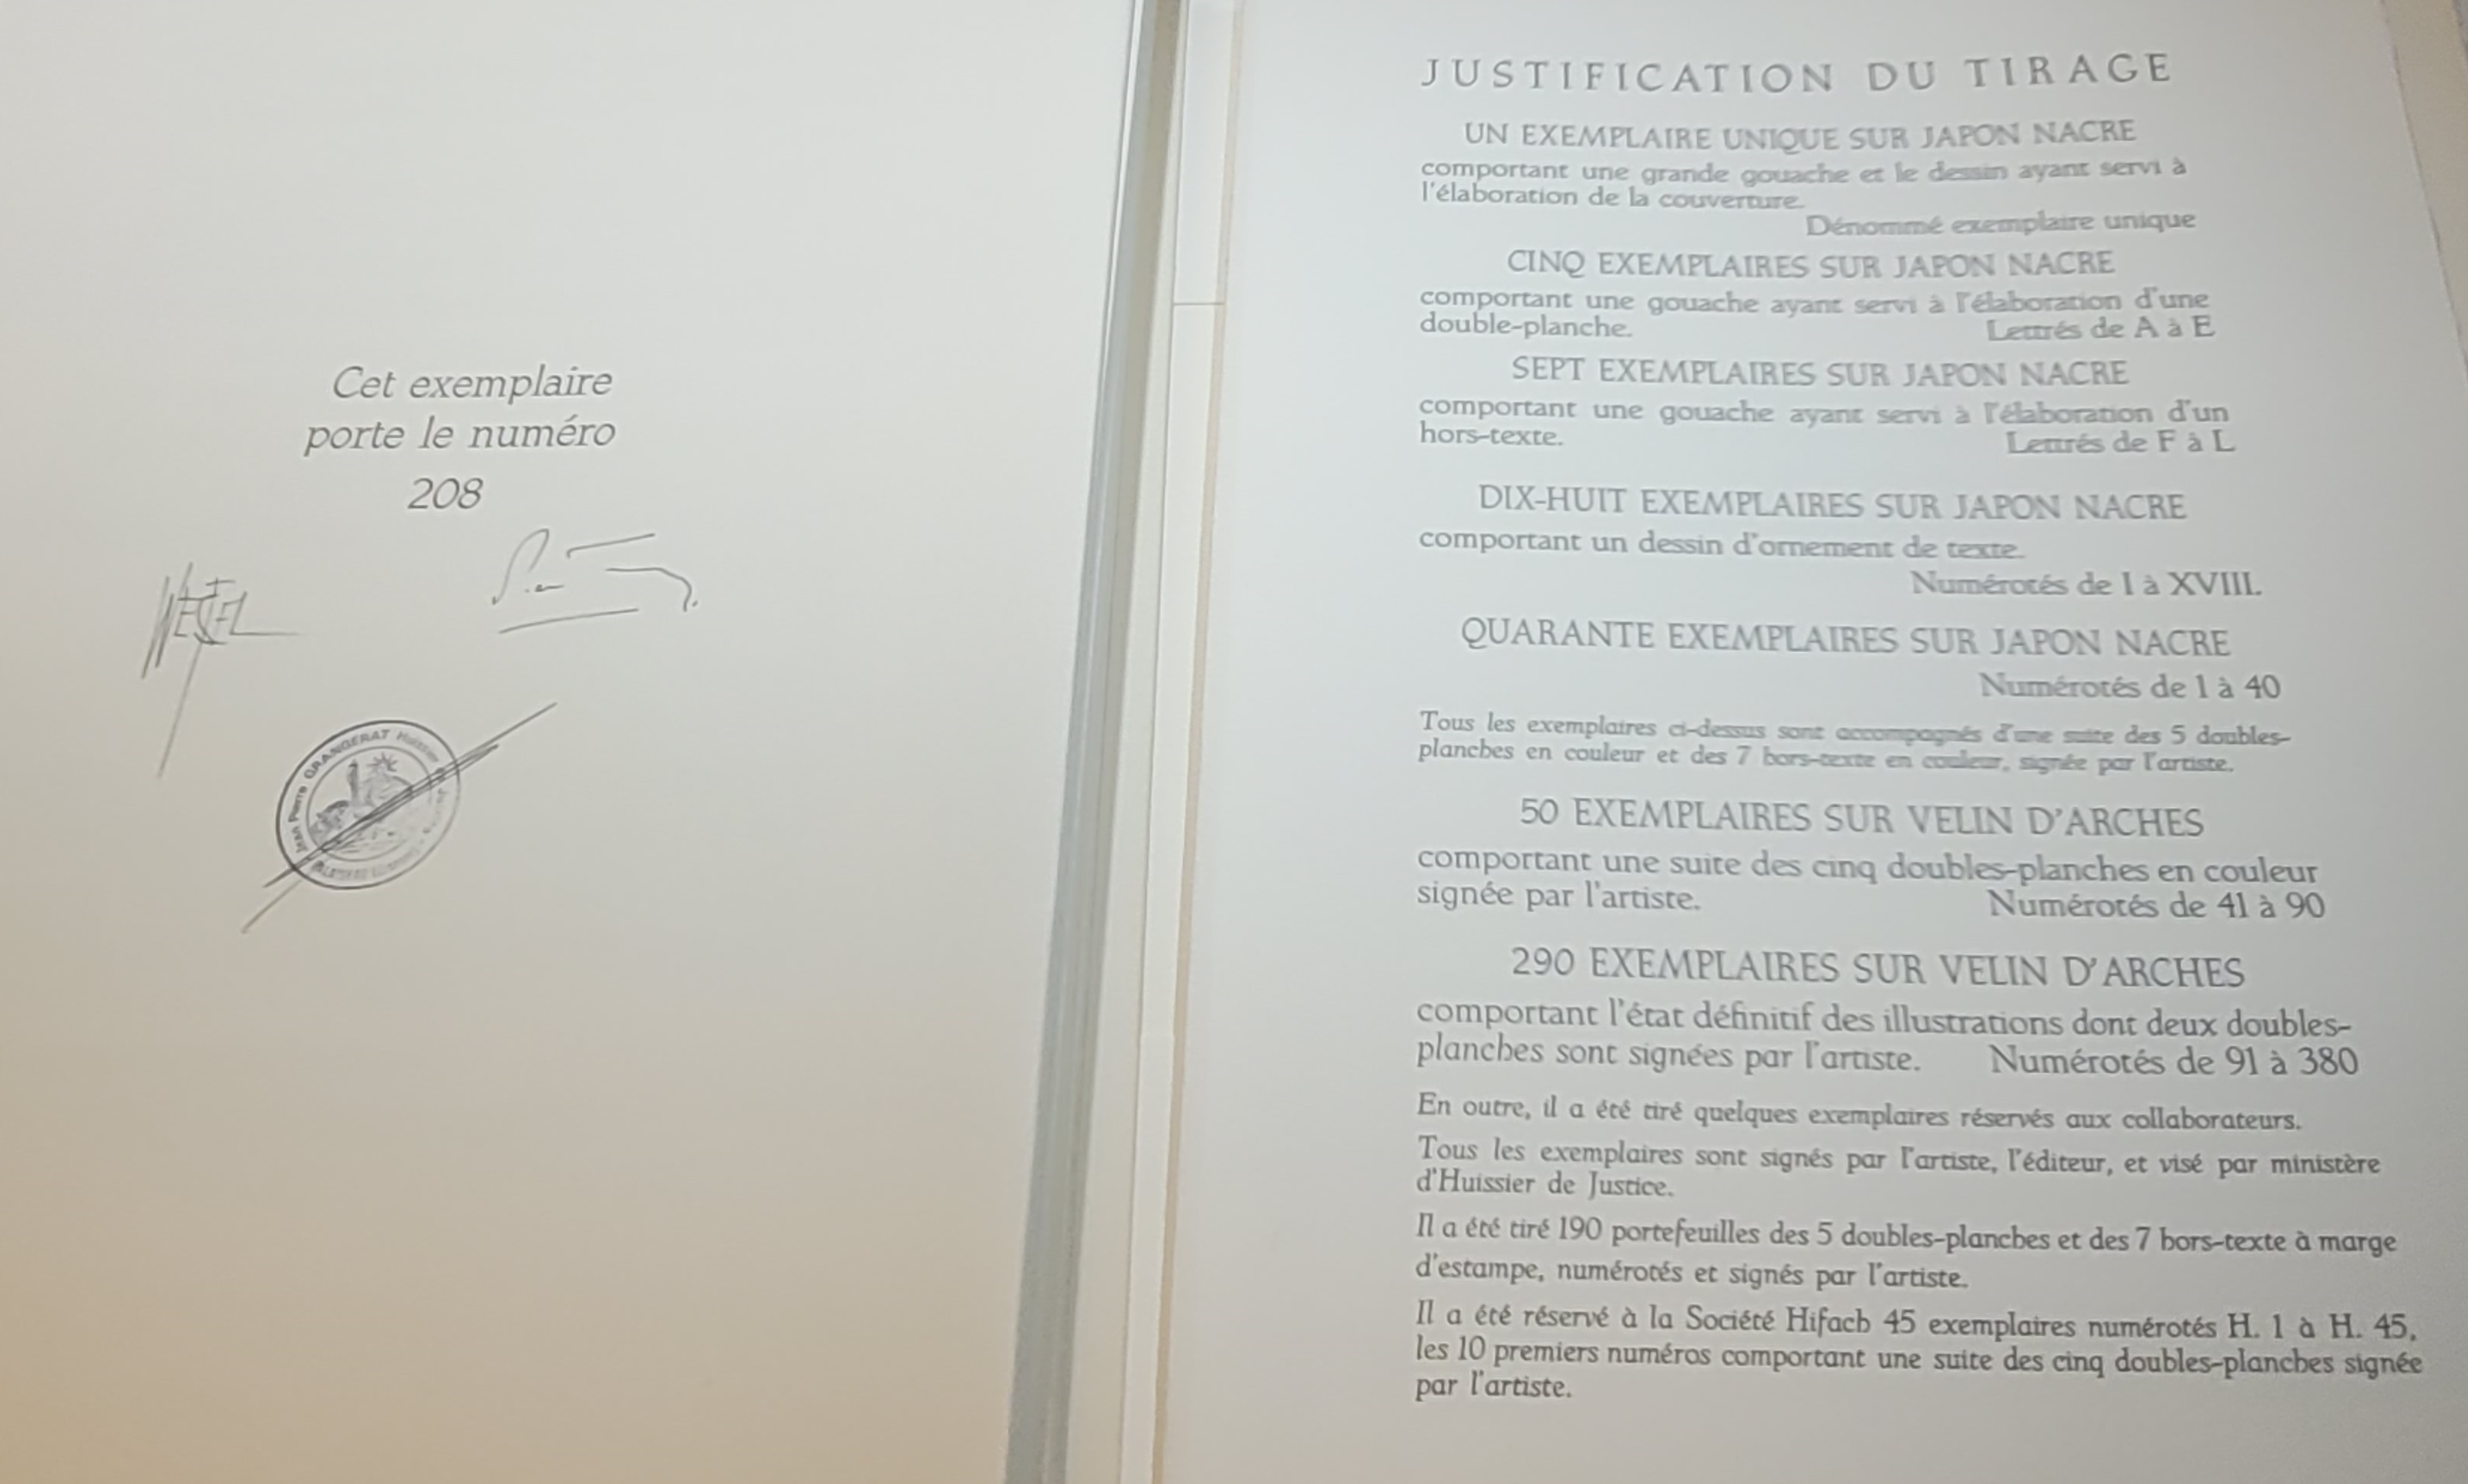 Cet exemplaire
porte le numéro
208
Jean Pierre GRANGERAT Huissier
JUSTIFICATION DU TIRAGE
UN EXEMPLAIRE UNIQUE SUR JAPON NACRE
comportant une grande gouache et le dessin ayant servi à
l'élaboration de la couverture.
Dénommé exemplaire unique
CINQ EXEMPLAIRES SUR JAPON NACRE
comportant une gouache ayant servi à l'élaboration d'une
double-planche. Lettrés de A à E
SEPT EXEMPLAIRES SUR JAPON NACRE
comportant une gouache ayant servi à l'élaboration d'un
hors-texte. Lettrés de F à L
DIX-HUIT EXEMPLAIRES SUR JAPON NACRE
comportant un dessin d'ornement de texte.
Numérotés de I à XVIII.
QUARANTE EXEMPLAIRES SUR JAPON NACRE
Numérotés de 1 à 40
Tous les exemplaires ci-dessus sont accompagnés d'une suite des 5 doubles-
planches en couleur et des 7 hors-texte en couleur, signée par l'artiste.
50 EXEMPLAIRES SUR VELIN D'ARCHES
comportant une suite des cinq doubles-planches en couleur
signée par l'artiste. Numérotés de 41 à 90
290 EXEMPLAIRES SUR VELIN D'ARCHES
comportant l'état définitif des illustrations dont deux doubles-
planches sont signées par l'artiste. Numérotés de 91 à 380
En outre, il a été tiré quelques exemplaires réservés aux collaborateurs.
Tous les exemplaires sont signés par l'artiste, l'éditeur, et visé par ministère
d'Huissier de Justice.
Il a été tiré 190 portefeuilles des 5 doubles-planches et des 7 hors-texte à marge
d'estampe, numérotés et signés par l'artiste.
Il a été réservé à la Société Hifach 45 exemplaires numérotés H. 1 à H. 45,
les 10 premiers numéros comportant une suite des cinq doubles-planches signée
par l'artiste.